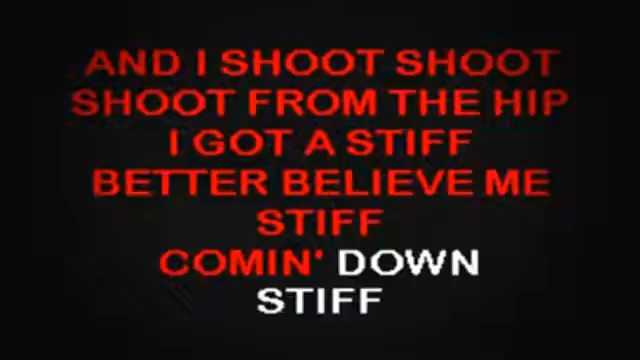 AND I SHOOT SHOOT
SHOOT FROM THE HIP
I GOT A STIFF
BETTER BELIEVE ME
STIFF
COMIN' DOWN
STIFF